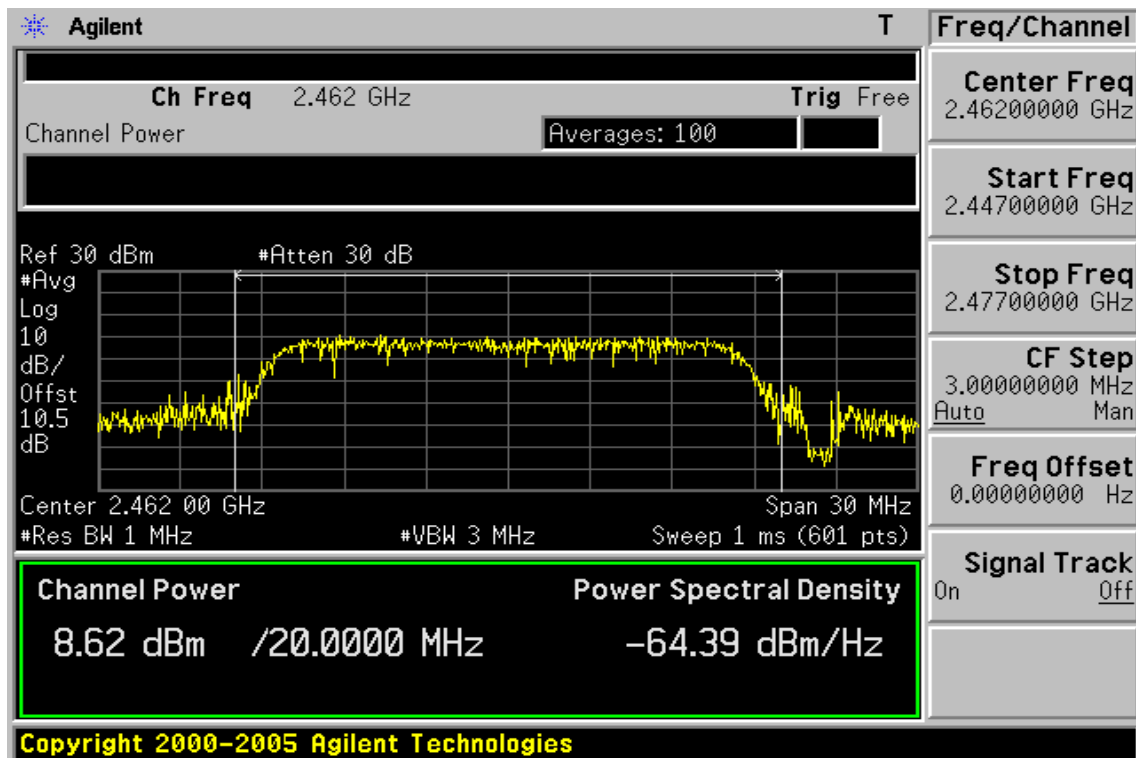 Agilent T
Ch Freq 2.462 GHz Trig Free
Channel Power Averages: 100
Ref 30 dBm #Atten 30 dB
#Avg
Log
10
dB/
Offst
10.5
dB
Center 2.462 00 GHz Span 30 MHz
#Res BW 1 MHz #VBW 3 MHz Sweep 1 ms (601 pts)
Channel Power Power Spectral Density
8.62 dBm /20.0000 MHz -64.39 dBm/Hz
Copyright 2000-2005 Agilent Technologies
Freq/Channel
Center Freq
2.46200000 GHz
Start Freq
2.44700000 GHz
Stop Freq
2.47700000 GHz
CF Step
3.00000000 MHz
Auto Man
Freq Offset
0.00000000 Hz
Signal Track
On Off